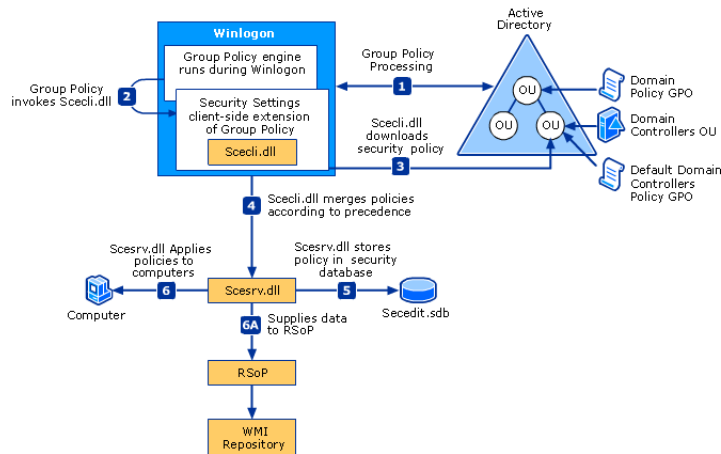 Winlogon
Group Policy engine
runs during Winlogon
Group Policy
invokes Scecli.dll
2
Security Settings
client-side extension
of Group Policy
Scecli.dll
Group Policy
Processing
1
Scecli.dll
downloads
security policy
3
Active
Directory
OU
OU
OU
Domain
Policy GPO
Domain
Controllers OU
Default Domain
Controllers
Policy GPO
4
Scecli.dll merges policies
according to precedence
Scesrv.dll Applies
policies to
computers
6
Computer
Scesrv.dll
Scesrv.dll stores
policy in security
database
5
Secedit.sdb
6A
Supplies data
to RSoP
RSoP
WMI
Repository